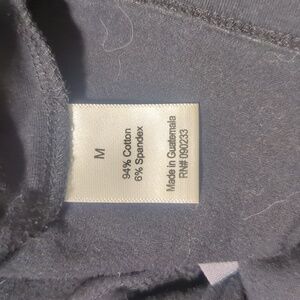 M
94% Cotton
6% Spandex
Made in Guatemala
RN# 090233